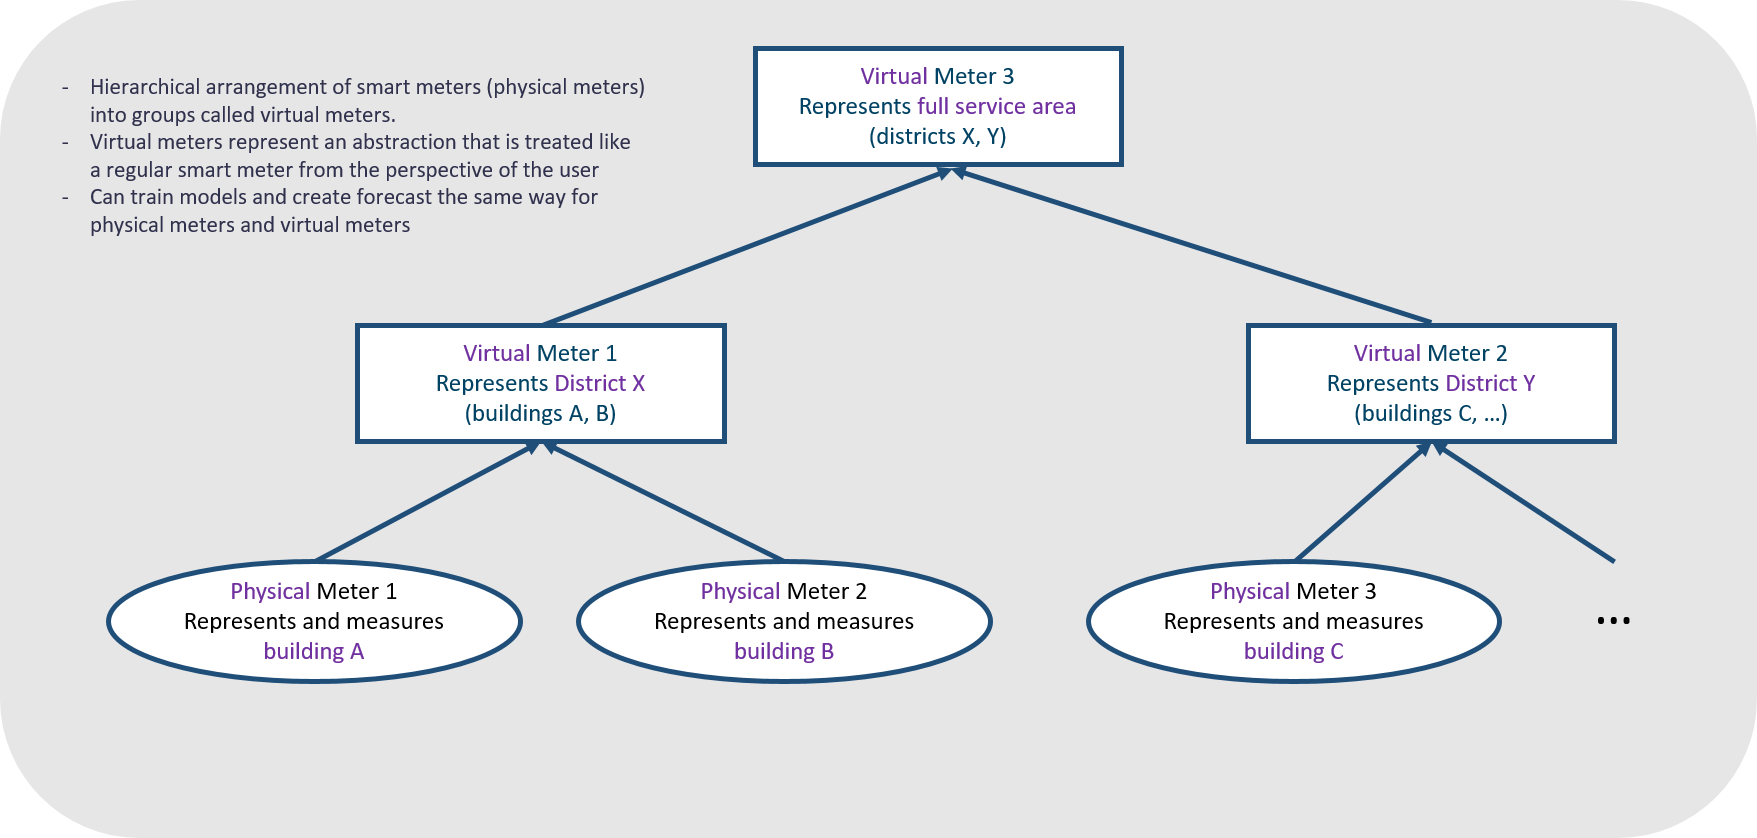 - Hierarchical arrangement of smart meters (physical meters)
into groups called virtual meters.
- Virtual meters represent an abstraction that is treated like
a regular smart meter from the perspective of the user
- Can train models and create forecast the same way for
physical meters and virtual meters
Virtual Meter 3
Represents full service area
(districts X, Y)
Virtual Meter 1
Represents District X
(buildings A, B)
Virtual Meter 2
Represents District Y
(buildings C, ...)
Physical Meter 1
Represents and measures
building A
Physical Meter 2
Represents and measures
building B
Physical Meter 3
Represents and measures
building C
...